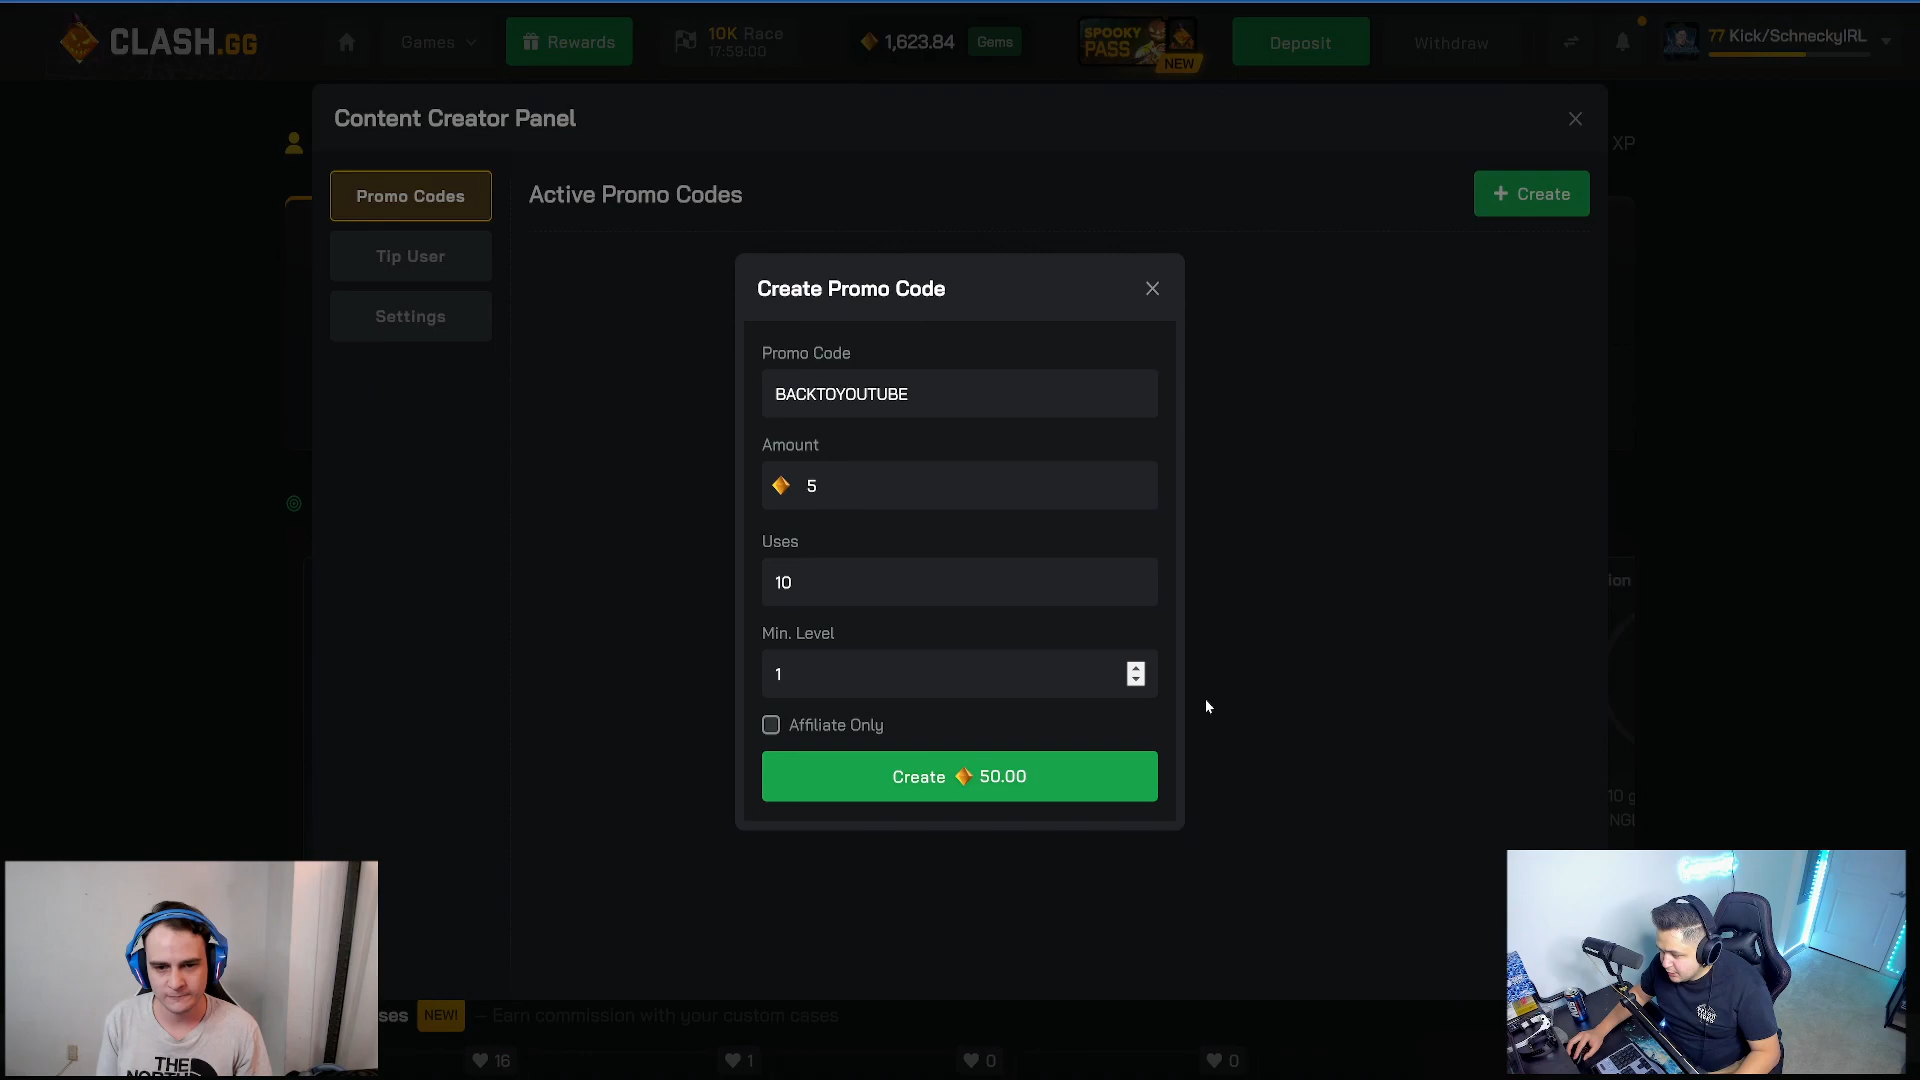 CLASH.GG
Games
Rewards
10K Race
17:59:00
1,623.84
Gems
SPOOKY
PASS
NEW
Deposit
Withdraw
77 Kick/SchneckyIRL
Content Creator Panel
XP
Promo Codes
Active Promo Codes
+ Create
Tip User
Create Promo Code
Settings
Promo Code
BACKTOYOUTUBE
Amount
5
Uses
10
ion
Min. Level
1
Affiliate Only
Create 50.00
10 g
NGL
ses NEW! — Earn commission with your custom cases
16
1
0
0
THE